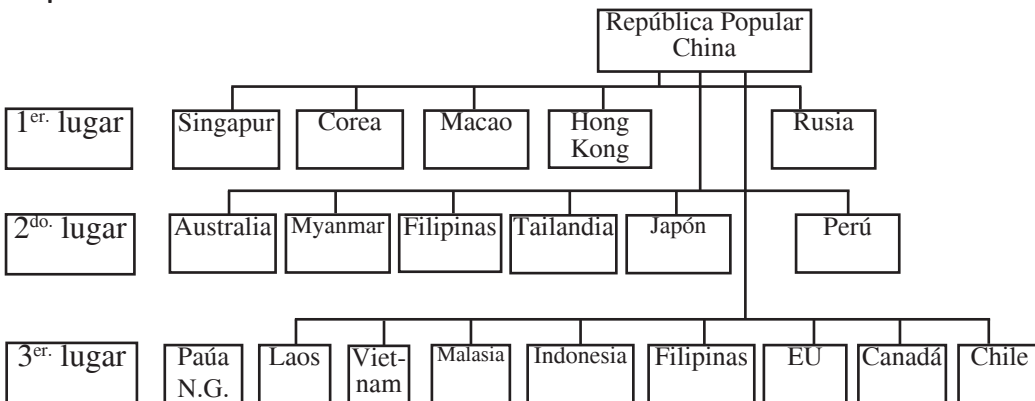 República Popular
China
1er. lugar
Singapur
Corea
Macao
Hong
Kong
Rusia
2do. lugar
Australia
Myanmar
Filipinas
Tailandia
Japón
Perú
3er. lugar
Paúa
N.G.
Laos
Viet-
nam
Malasia
Indonesia
Filipinas
EU
Canadá
Chile